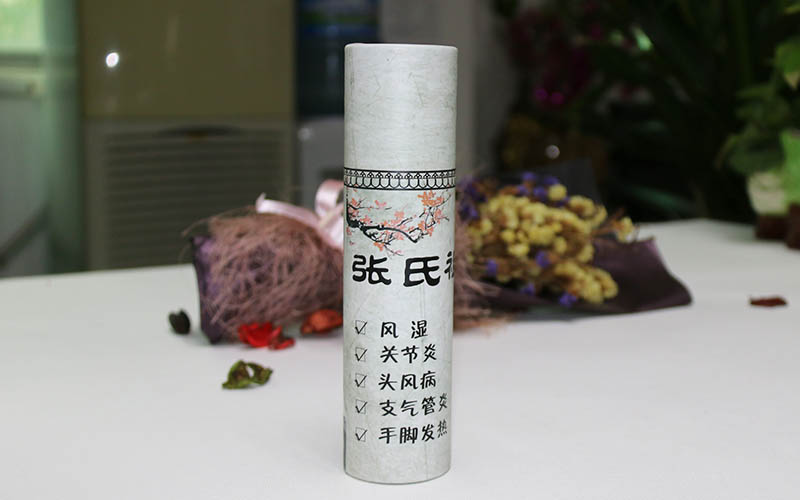 张氏
风湿
关节炎
头风病
支气管炎
手脚发热